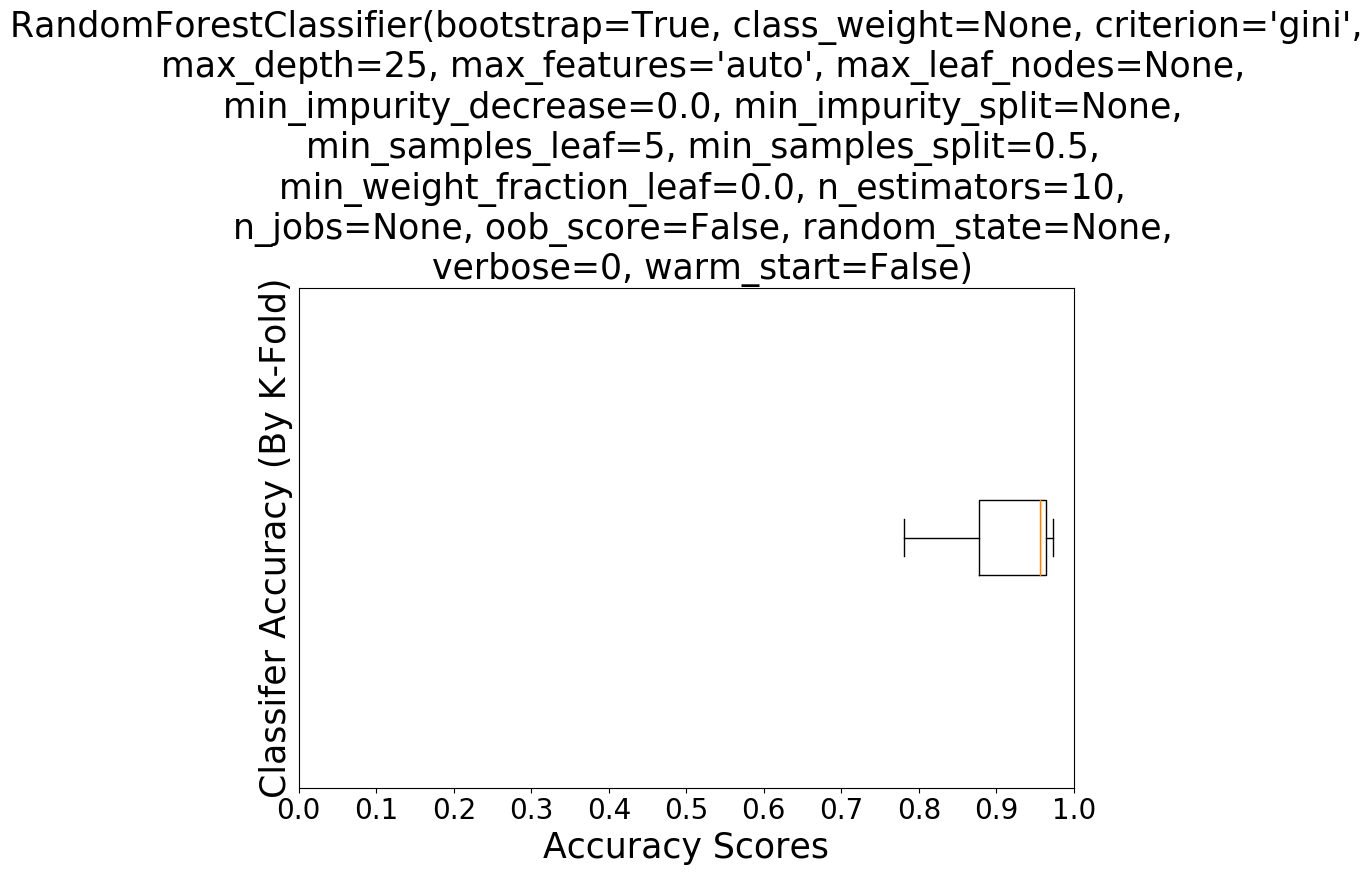 RandomForestClassifier(bootstrap=True, class_weight=None, criterion='gini',
max_depth=25, max_features='auto', max_leaf_nodes=None,
min_impurity_decrease=0.0, min_impurity_split=None,
min_samples_leaf=5, min_samples_split=0.5,
min_weight_fraction_leaf=0.0, n_estimators=10,
n_jobs=None, oob_score=False, random_state=None,
verbose=0, warm_start=False)
Classifer Accuracy (By K-Fold)
0.0 0.1 0.2 0.3 0.4 0.5 0.6 0.7 0.8 0.9 1.0
Accuracy Scores